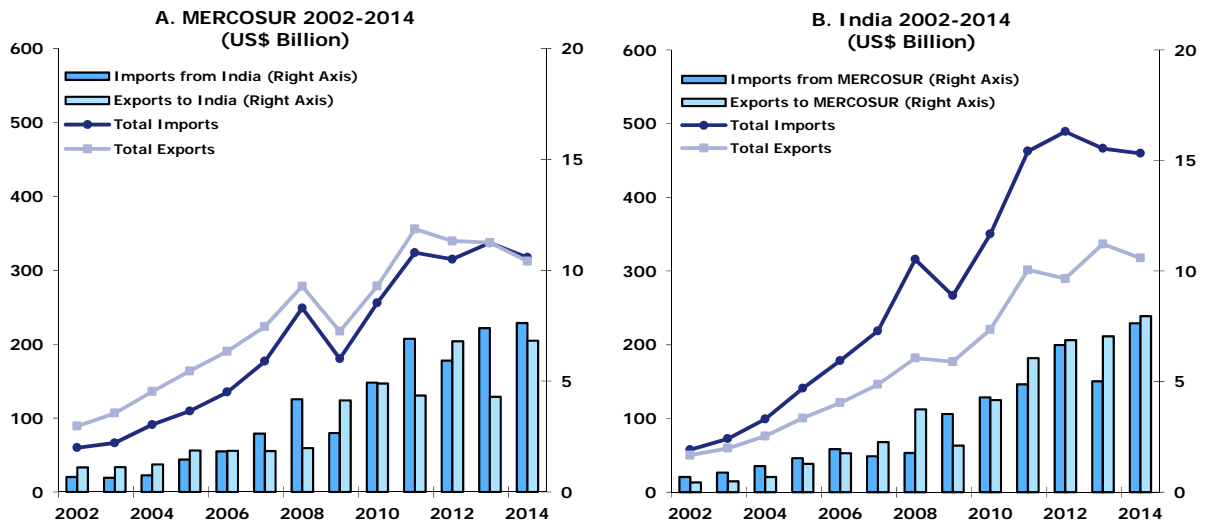 A. MERCOSUR 2002-2014
(US$ Billion)
600
500
400
300
200
100
0
20
15
10
5
0
Imports from India (Right Axis)
Exports to India (Right Axis)
Total Imports
Total Exports
2002 2004 2006 2008 2010 2012 2014
B. India 2002-2014
(US$ Billion)
600
500
400
300
200
100
0
20
15
10
5
0
Imports from MERCOSUR (Right Axis)
Exports to MERCOSUR (Right Axis)
Total Imports
Total Exports
2002 2004 2006 2008 2010 2012 2014